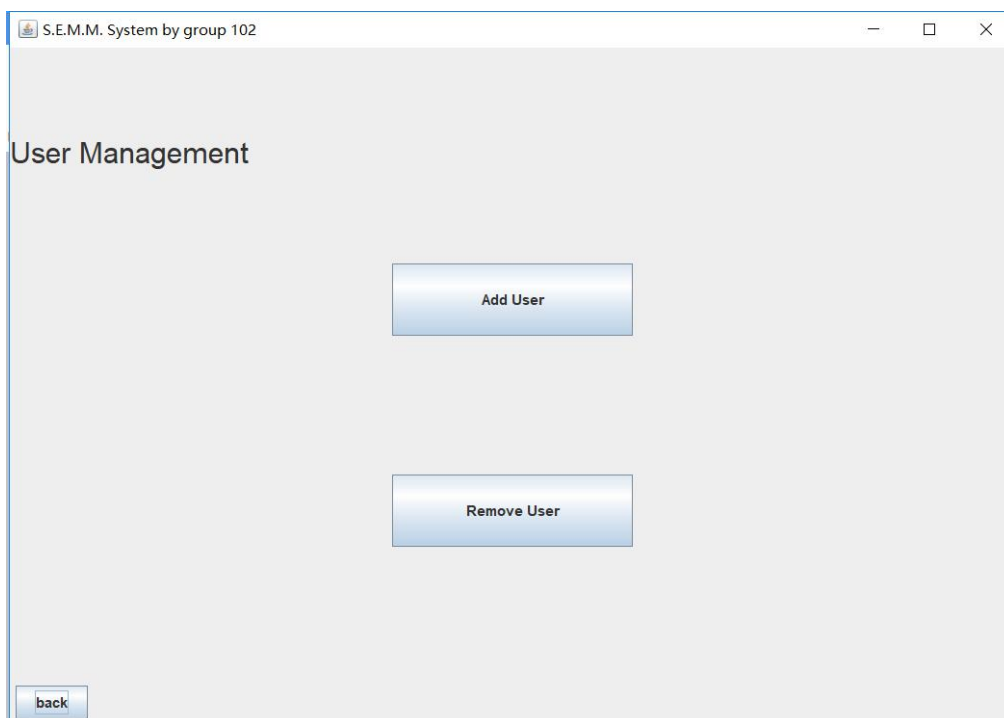 S.E.M.M. System by group 102
User Management
Add User
Remove User
back